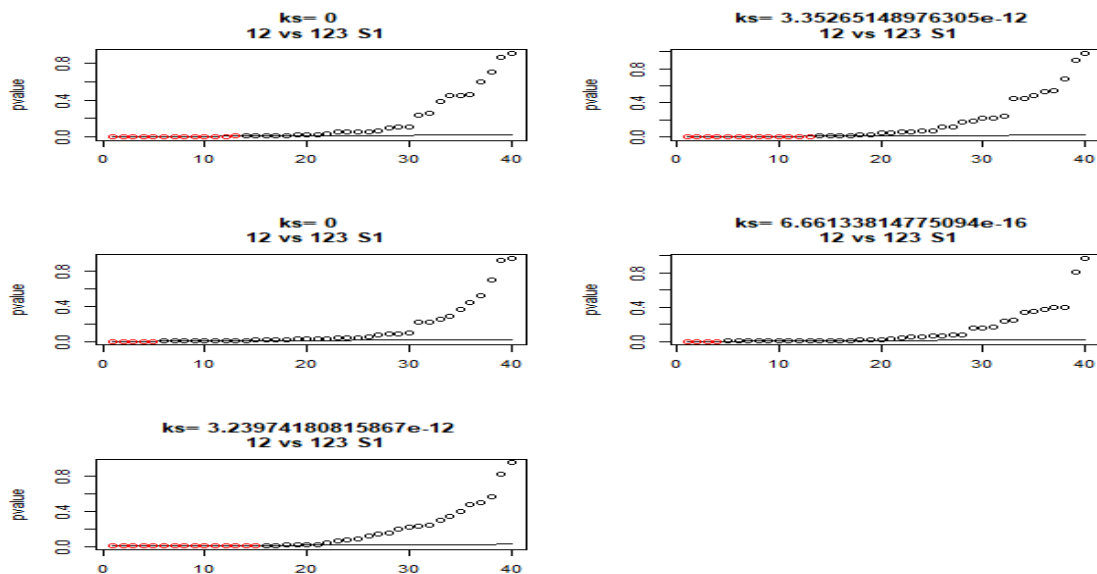 ks= 0
12 vs 123 S1
pvalue
0.0 0.4 0.8
0 10 20 30 40
ks= 3.35265148976305e-12
12 vs 123 S1
pvalue
0.0 0.4 0.8
0 10 20 30 40
ks= 0
12 vs 123 S1
pvalue
0.0 0.4 0.8
0 10 20 30 40
ks= 6.66133814775094e-16
12 vs 123 S1
pvalue
0.0 0.4 0.8
0 10 20 30 40
ks= 3.23974180815867e-12
12 vs 123 S1
pvalue
0.0 0.4 0.8
0 10 20 30 40